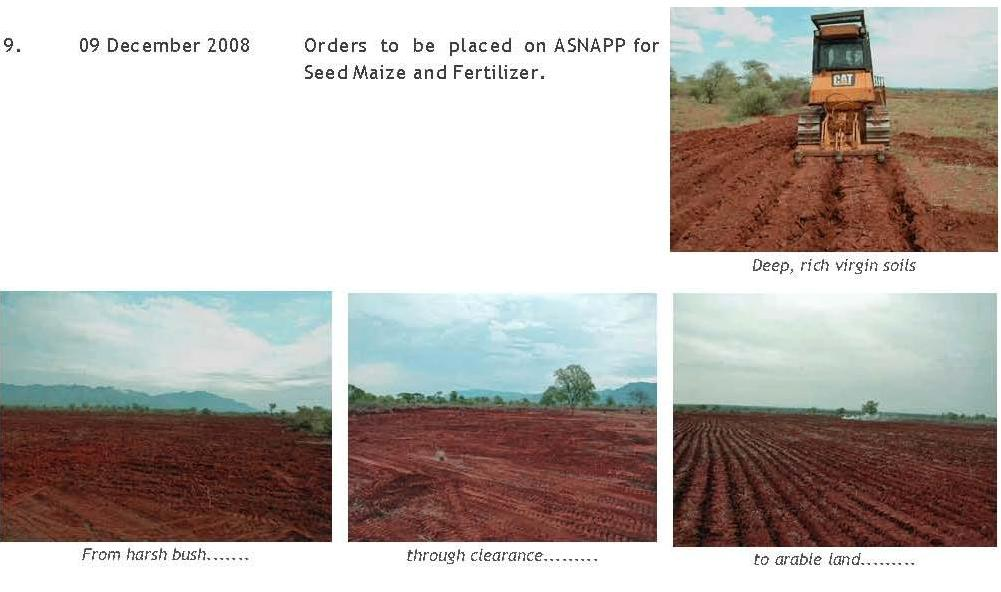 9. 09 December 2008 Orders to be placed on ASNAPP for
Seed Maize and Fertilizer.
CAT
Deep, rich virgin soils
From harsh bush.......
through clearance.........
to arable land.........